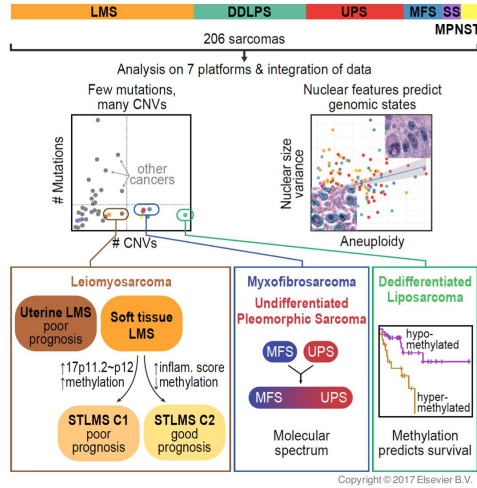 LMS DDLPS UPS MFS SS
MPNST
206 sarcomas
Analysis on 7 platforms & integration of data
Few mutations,
many CNVs
# Mutations
other
cancers
# CNVs
Nuclear features predict
genomic states
Nuclear size
variance
Aneuploidy
Leiomyosarcoma
Uterine LMS
poor
prognosis
Soft tissue
LMS
↑17p11.2~p12
↑methylation
↑inflam. score
↓methylation
STLMS C1
poor
prognosis
STLMS C2
good
prognosis
Myxofibrosarcoma
Undifferentiated
Pleomorphic Sarcoma
MFS UPS
MFS UPS
Molecular
spectrum
Dedifferentiated
Liposarcoma
hypo-
methylated
hyper-
methylated
Methylation
predicts survival
Copyright © 2017 Elsevier B.V.